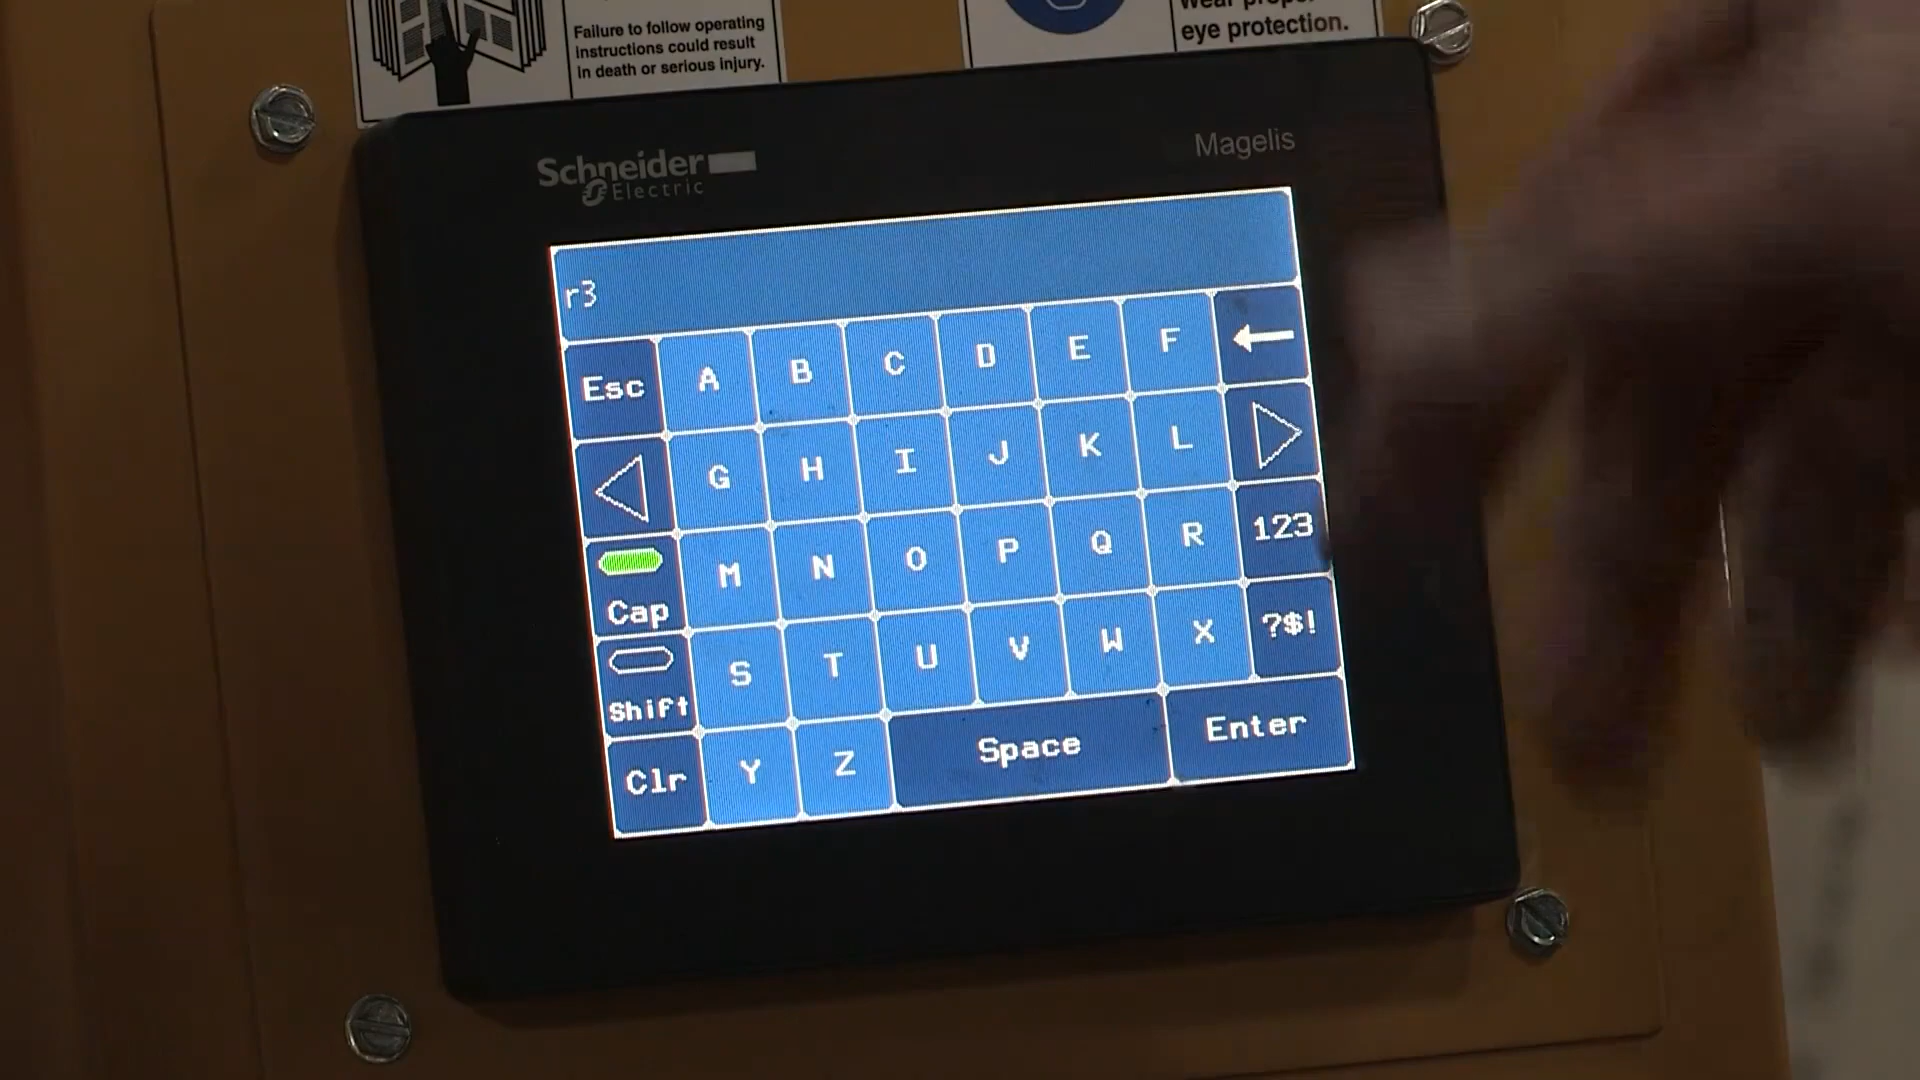 Failure to follow operating
instructions could result
in death or serious injury.
eye protection.
Schneider
Electric
Magelis
r3
Esc A B C D E F
G H I J K L
Cap M N O P Q R 123
Shift S T U V W X ?$!
Clr Y Z Space Enter